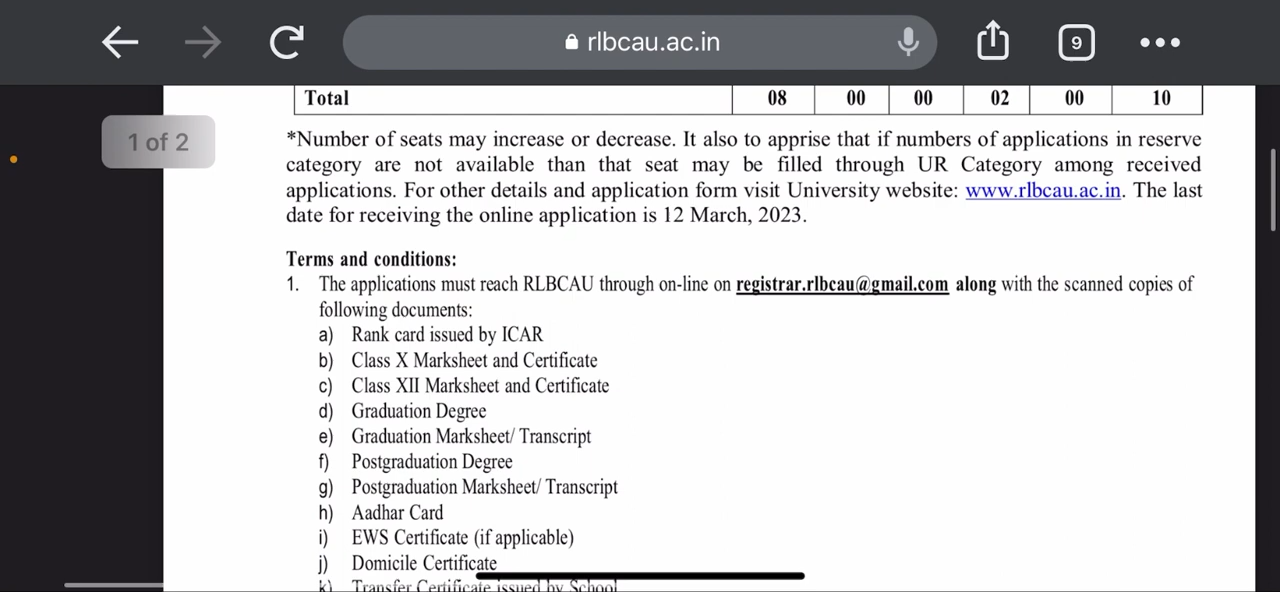 rlbcau.ac.in
9
Total 08 00 00 02 00 10
1 of 2
*Number of seats may increase or decrease. It also to apprise that if numbers of applications in reserve
category are not available than that seat may be filled through UR Category among received
applications. For other details and application form visit University website: www.rlbcau.ac.in. The last
date for receiving the online application is 12 March, 2023.
Terms and conditions:
1. The applications must reach RLBCAU through on-line on registrar.rlbcau@gmail.com along with the scanned copies of
following documents:
a) Rank card issued by ICAR
b) Class X Marksheet and Certificate
c) Class XII Marksheet and Certificate
d) Graduation Degree
e) Graduation Marksheet/ Transcript
f) Postgraduation Degree
g) Postgraduation Marksheet/ Transcript
h) Aadhar Card
i) EWS Certificate (if applicable)
j) Domicile Certificate
k) Transfer Certificate issued by School